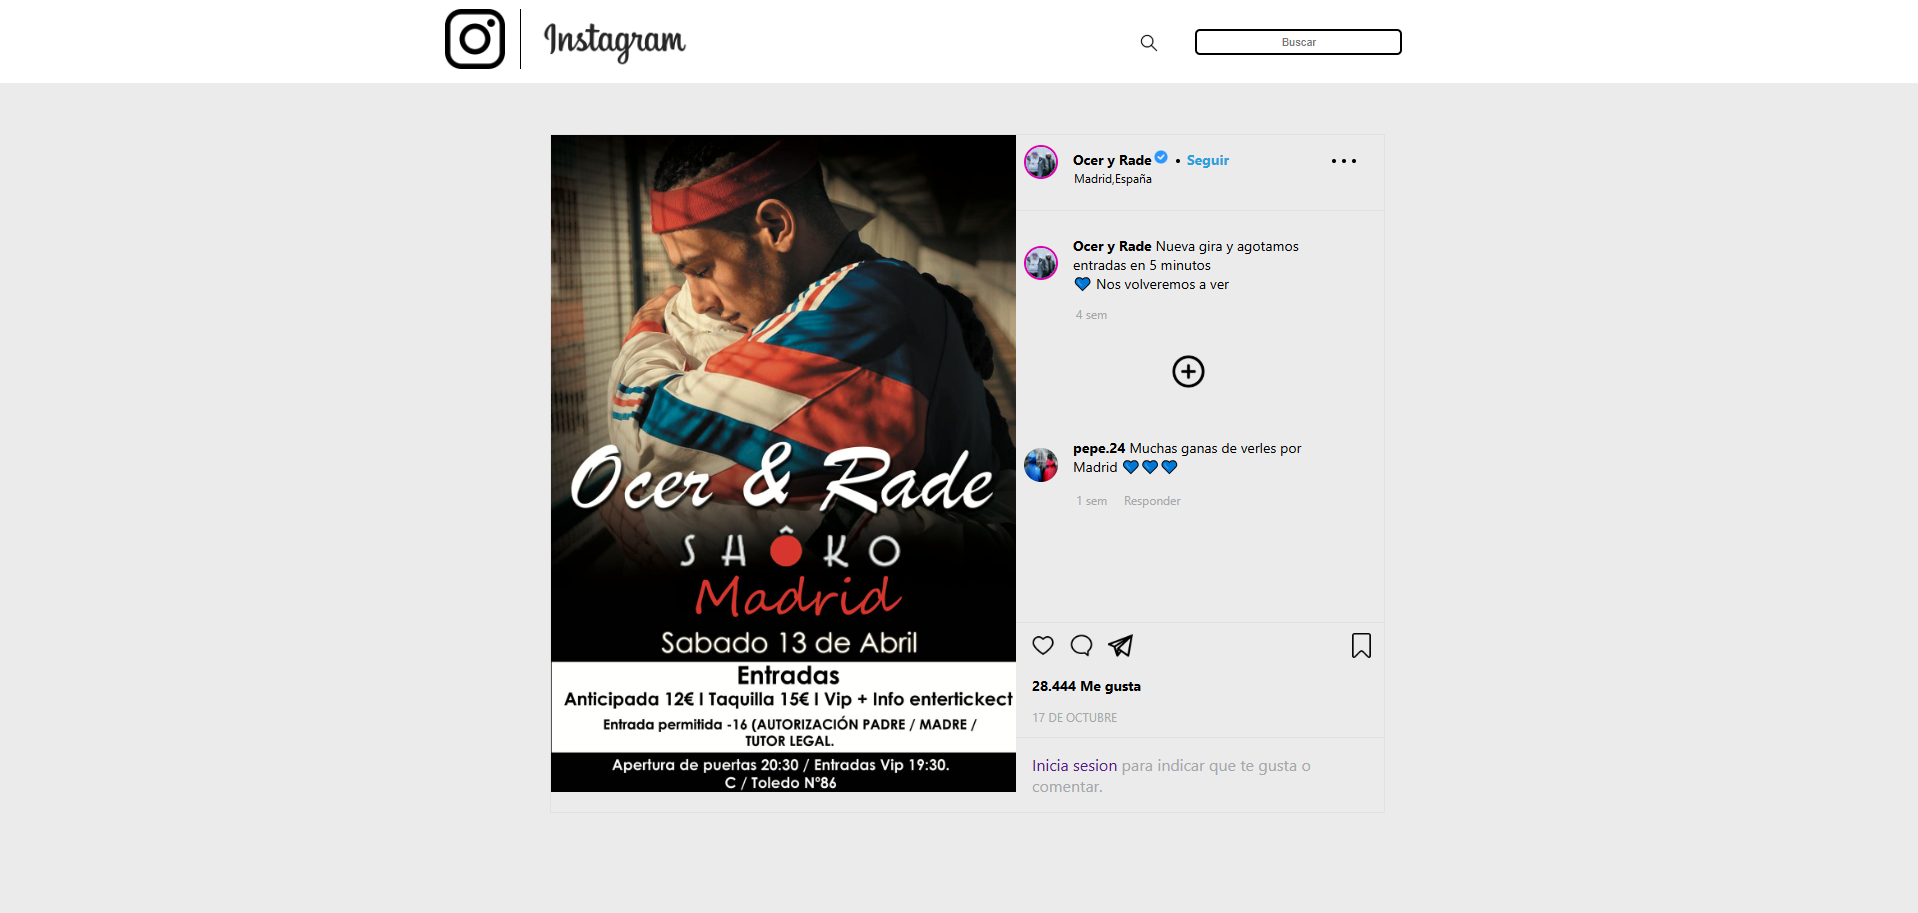 Instagram
Buscar
Ocer & Rade
SHÔKO
Madrid
Sabado 13 de Abril
Entradas
Anticipada 12€ I Taquilla 15€ I Vip + Info entertickect
Entrada permitida -16 (AUTORIZACIÓN PADRE / MADRE /
TUTOR LEGAL.
Apertura de puertas 20:30 / Entradas Vip 19:30.
C / Toledo Nº86
Ocer y Rade • Seguir
Madrid,España
Ocer y Rade Nueva gira y agotamos
entradas en 5 minutos
💙 Nos volveremos a ver
4 sem
pepe.24 Muchas ganas de verles por
Madrid 💙💙💙
1 sem Responder
28.444 Me gusta
17 DE OCTUBRE
Inicia sesion para indicar que te gusta o
comentar.